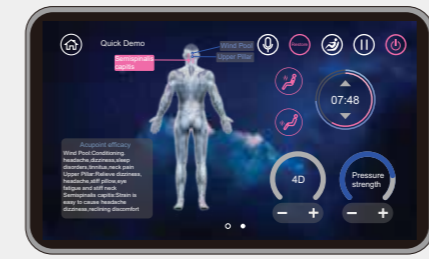 Quick Demo
Wind Pool
Upper Pillar
Semispinalis
capitis
07:48
Acupoint efficacy
Wind Pool:Conditioning
headache,dizziness,sleep
disorders,tinnitus,neck pain
Upper Pillar:Relieve dizziness,
headache,stiff pillow,eye
fatigue and stiff neck
Semispinalis capitis:Strain is
easy to cause headache
dizziness,reclining discomfort
4D
Pressure
strength
− +
− +